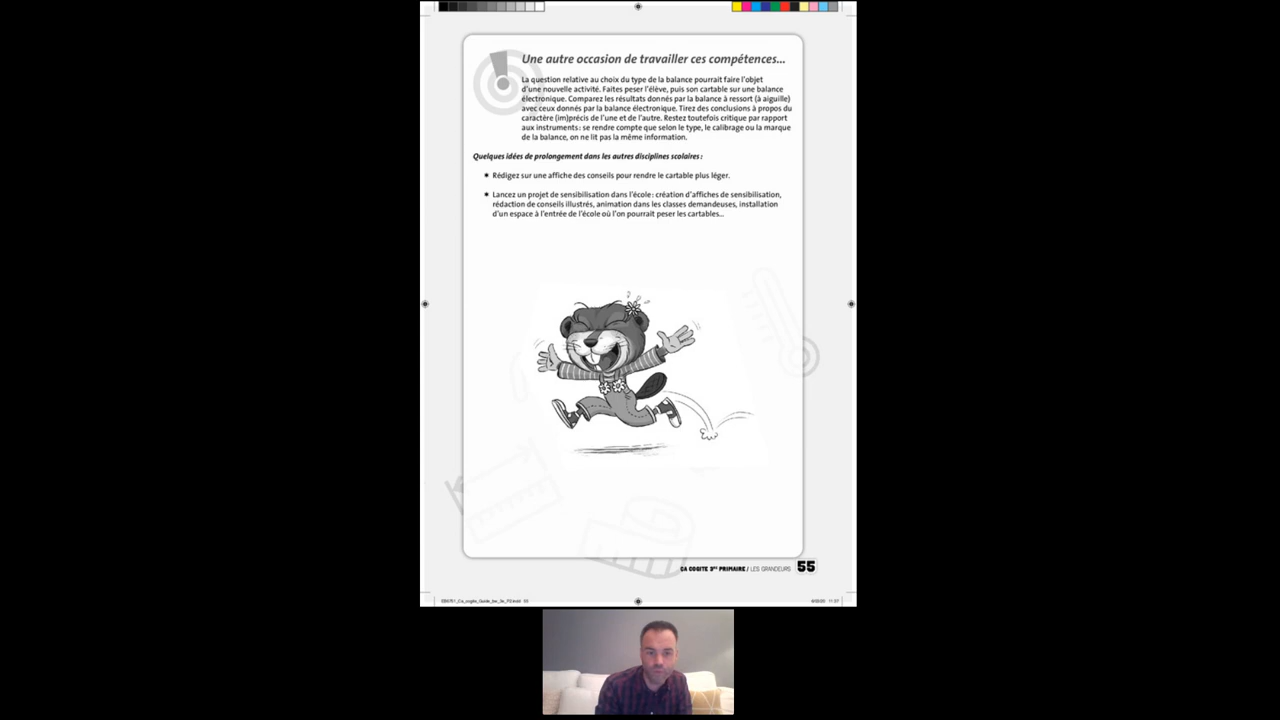 Une autre occasion de travailler ces compétences...
La question relative au choix du type de la balance pourrait faire l'objet
d'une nouvelle activité. Faites peser l'élève, puis son cartable sur une balance
électronique. Comparez les résultats donnés par la balance à ressort (à aiguille)
avec ceux donnés par la balance électronique. Tirez des conclusions à propos du
caractère (im)précis de l'une et de l'autre. Restez toutefois critique par rapport
aux instruments : se rendre compte que selon le type, le calibrage ou la marque
de la balance, on ne lit pas la même information.
Quelques idées de prolongement dans les autres disciplines scolaires :
• Rédigez sur une affiche des conseils pour rendre le cartable plus léger.
• Lancez un projet de sensibilisation dans l'école : création d'affiches de sensibilisation,
rédaction de conseils illustrés, animation dans les classes demandeuses, installation
d'un espace à l'entrée de l'école où l'on pourrait peser les cartables...
ÇA COGITE 3RE PRIMAIRE / LES GRANDEURS 55